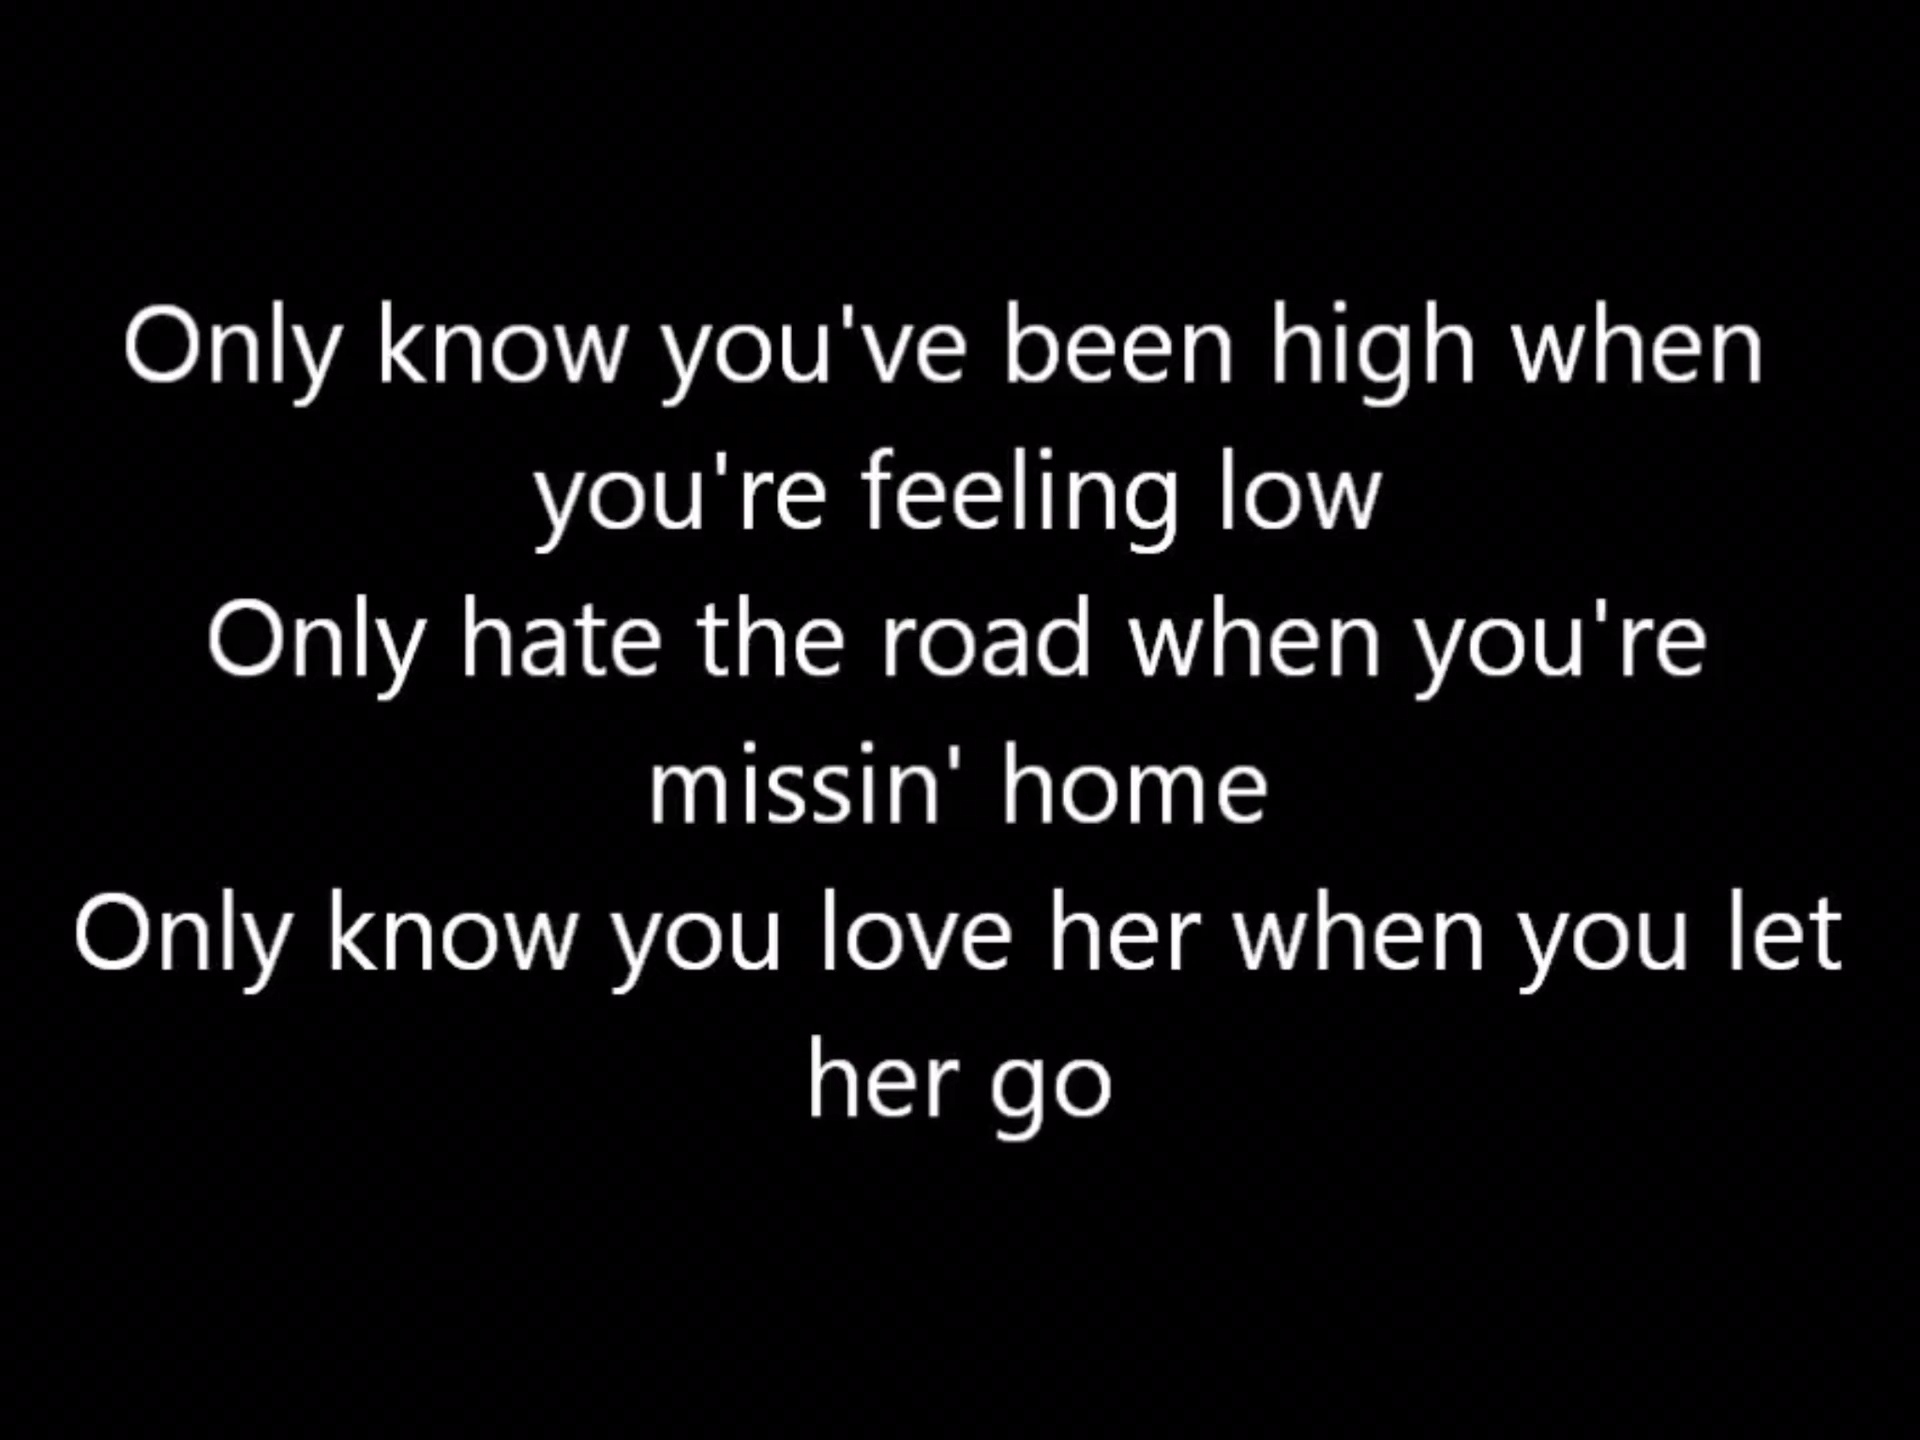 Only know you've been high when
you're feeling low
Only hate the road when you're
missin' home
Only know you love her when you let
her go